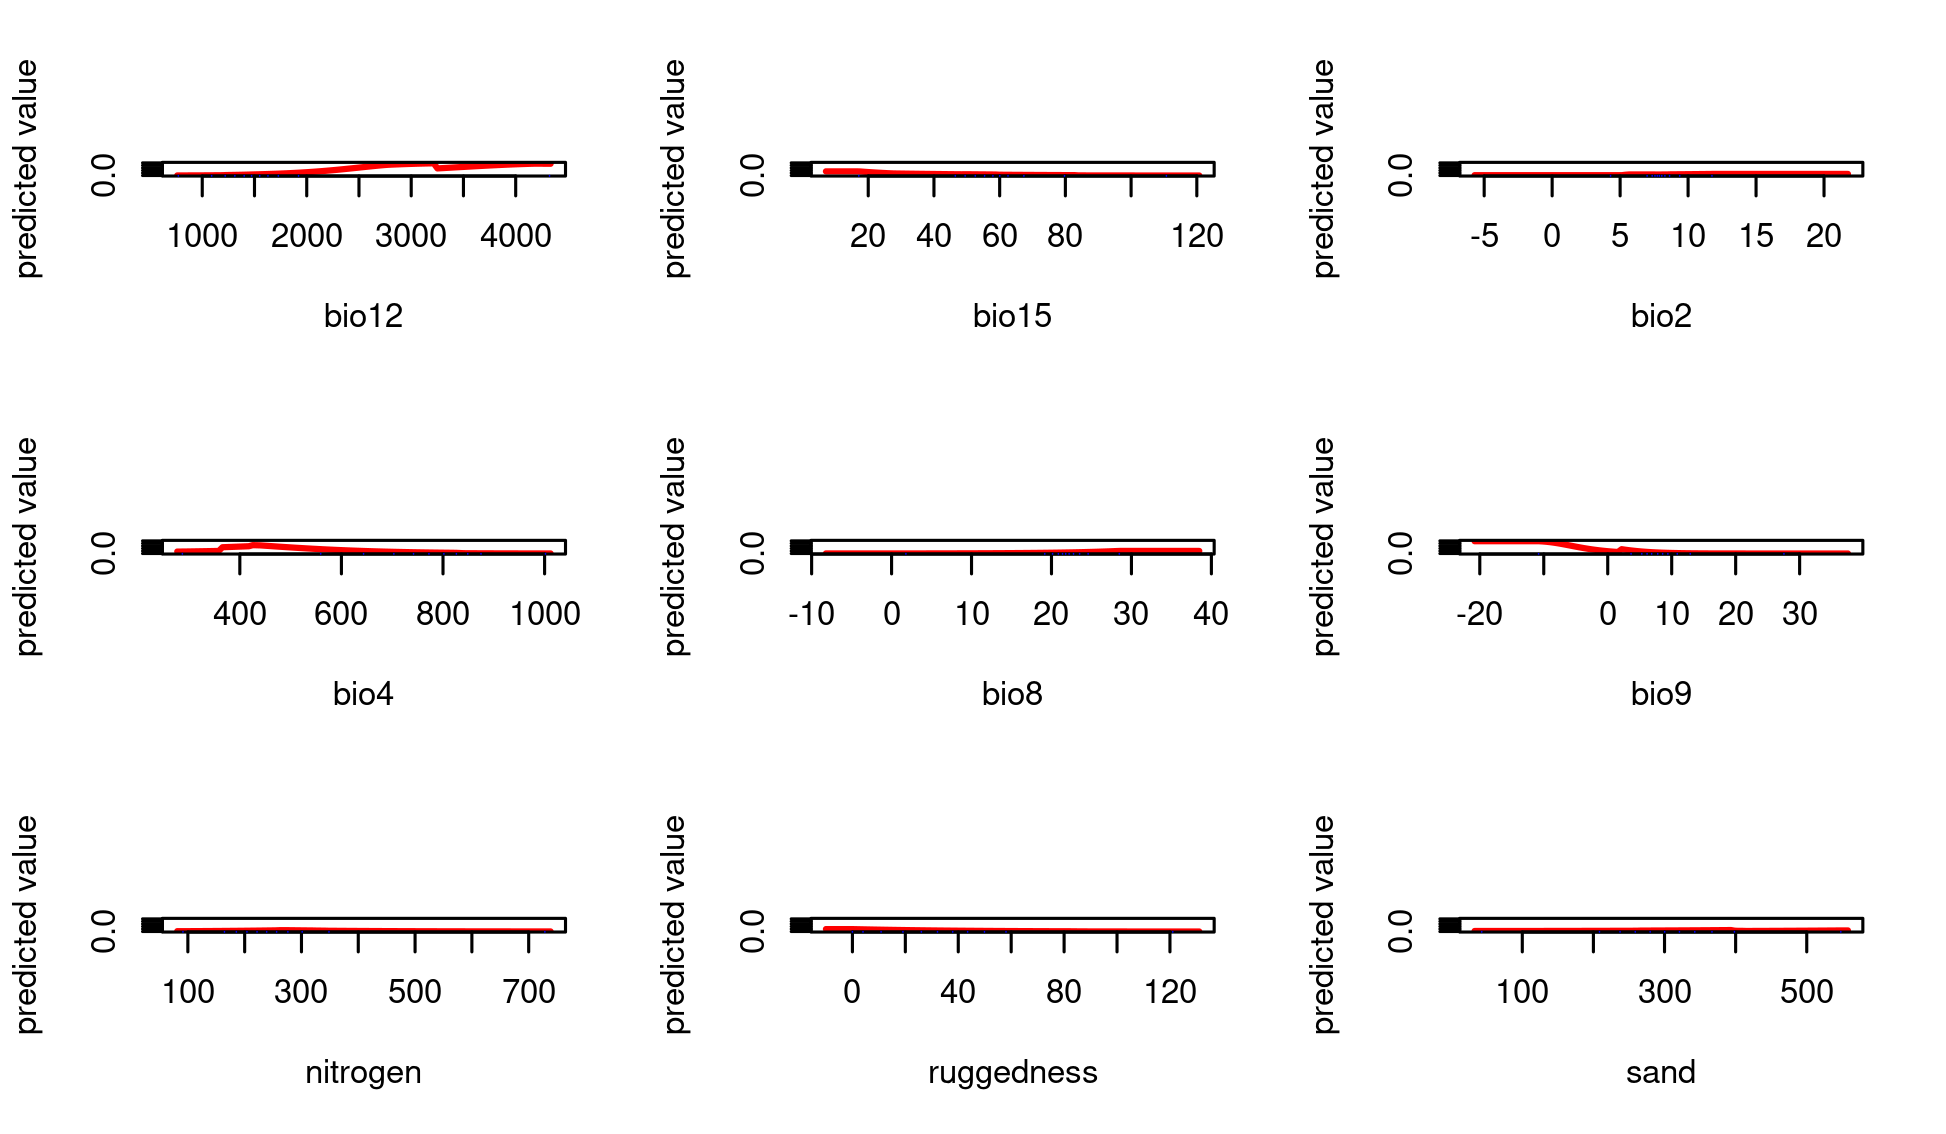 predicted value
0.0
1000 2000 3000 4000
bio12
predicted value
0.0
20 40 60 80 120
bio15
predicted value
0.0
-5 0 5 10 15 20
bio2
predicted value
0.0
400 600 800 1000
bio4
predicted value
0.0
-10 0 10 20 30 40
bio8
predicted value
0.0
-20 0 10 20 30
bio9
predicted value
0.0
100 300 500 700
nitrogen
predicted value
0.0
0 40 80 120
ruggedness
predicted value
0.0
100 300 500
sand